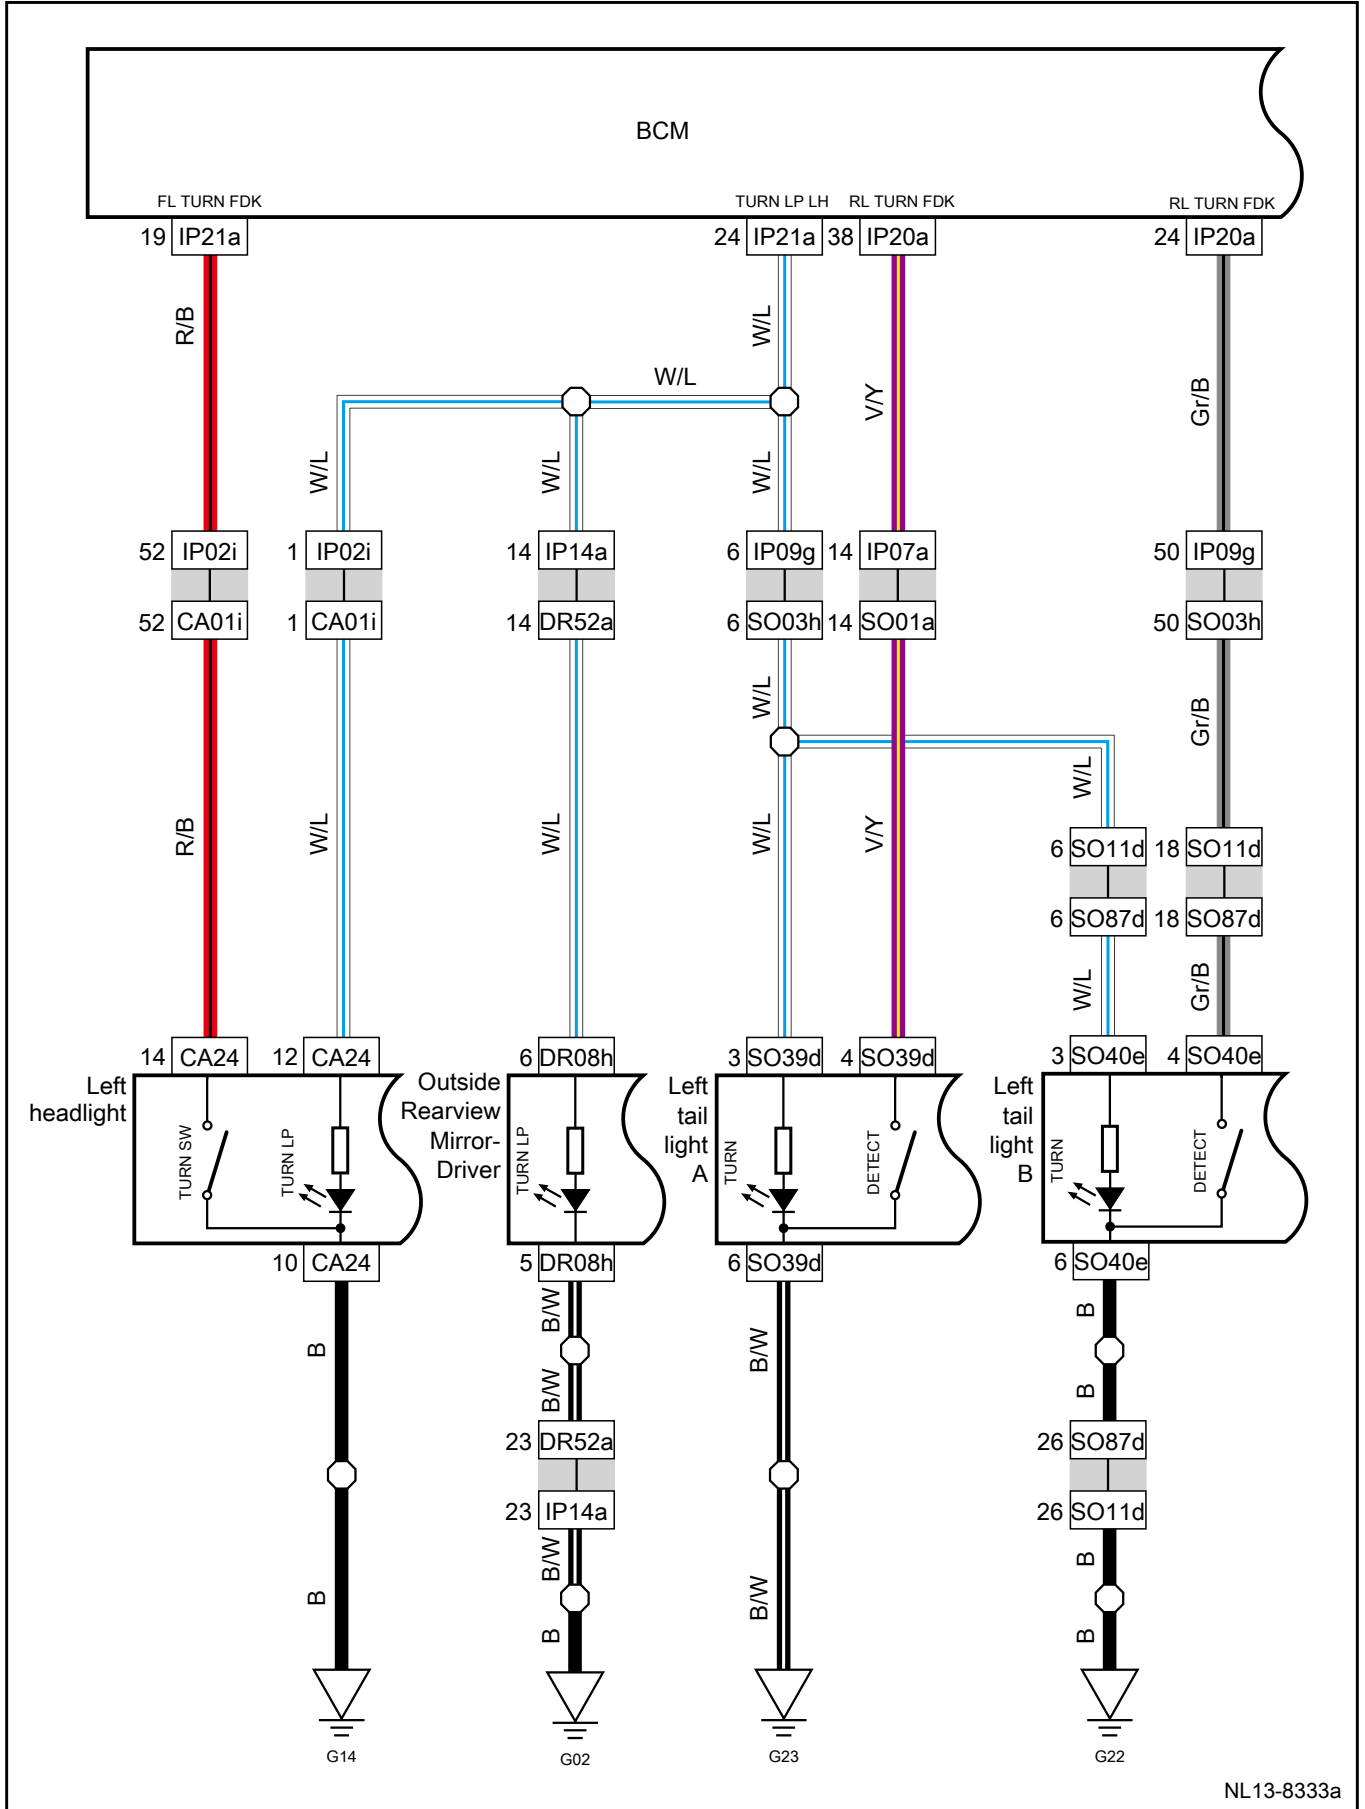 BCM
FL TURN FDK
TURN LP LH
RL TURN FDK
RL TURN FDK
19 IP21a
24 IP21a
38 IP20a
24 IP20a
R/B
W/L
W/L
V/Y
Gr/B
W/L
W/L
W/L
52 IP02i
1 IP02i
14 IP14a
6 IP09g
14 IP07a
50 IP09g
52 CA01i
1 CA01i
14 DR52a
6 SO03h
14 SO01a
50 SO03h
W/L
Gr/B
W/L
R/B
W/L
W/L
W/L
V/Y
6 SO11d
18 SO11d
6 SO87d
18 SO87d
W/L
Gr/B
14 CA24
12 CA24
6 DR08h
3 SO39d
4 SO39d
3 SO40e
4 SO40e
Left
headlight
TURN SW
TURN LP
Outside
Rearview
Mirror-
Driver
TURN LP
Left
tail
light
A
TURN
DETECT
Left
tail
light
B
TURN
DETECT
10 CA24
5 DR08h
6 SO39d
6 SO40e
B
B/W
B/W
B
B/W
B
23 DR52a
26 SO87d
23 IP14a
26 SO11d
B
B/W
B/W
B
B
B
G14
G02
G23
G22
NL13-8333a